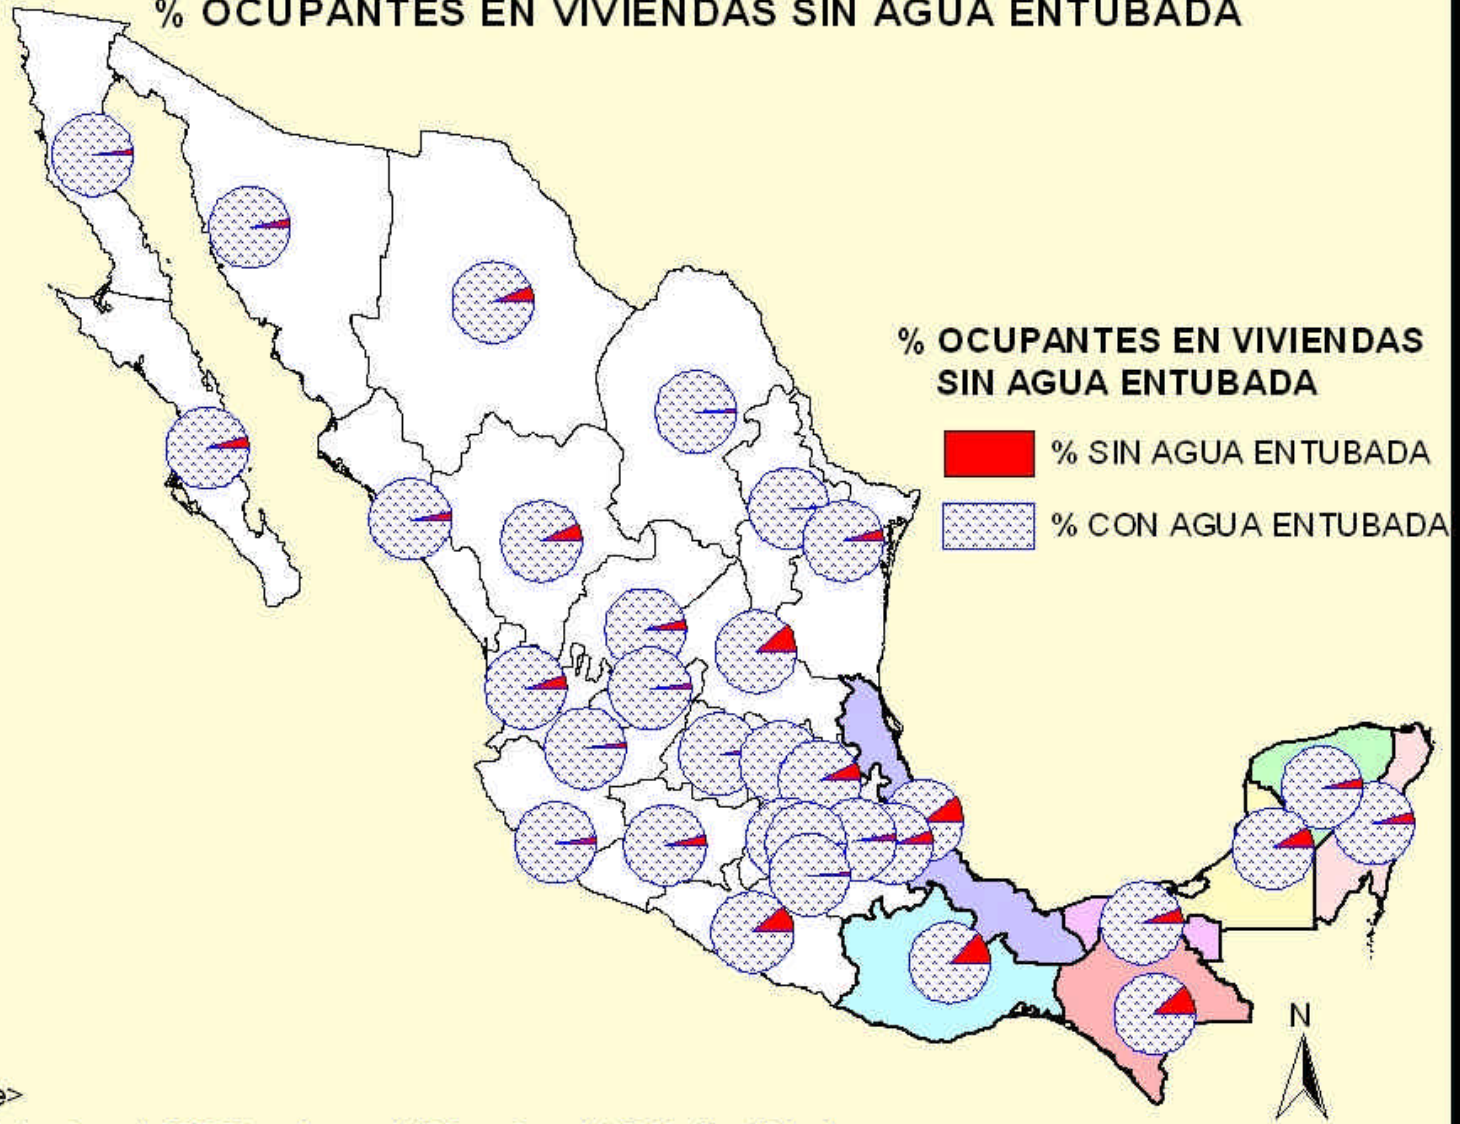 % OCUPANTES EN VIVIENDAS SIN AGUA ENTUBADA
% OCUPANTES EN VIVIENDAS
SIN AGUA ENTUBADA
% SIN AGUA ENTUBADA
% CON AGUA ENTUBADA
N
e>